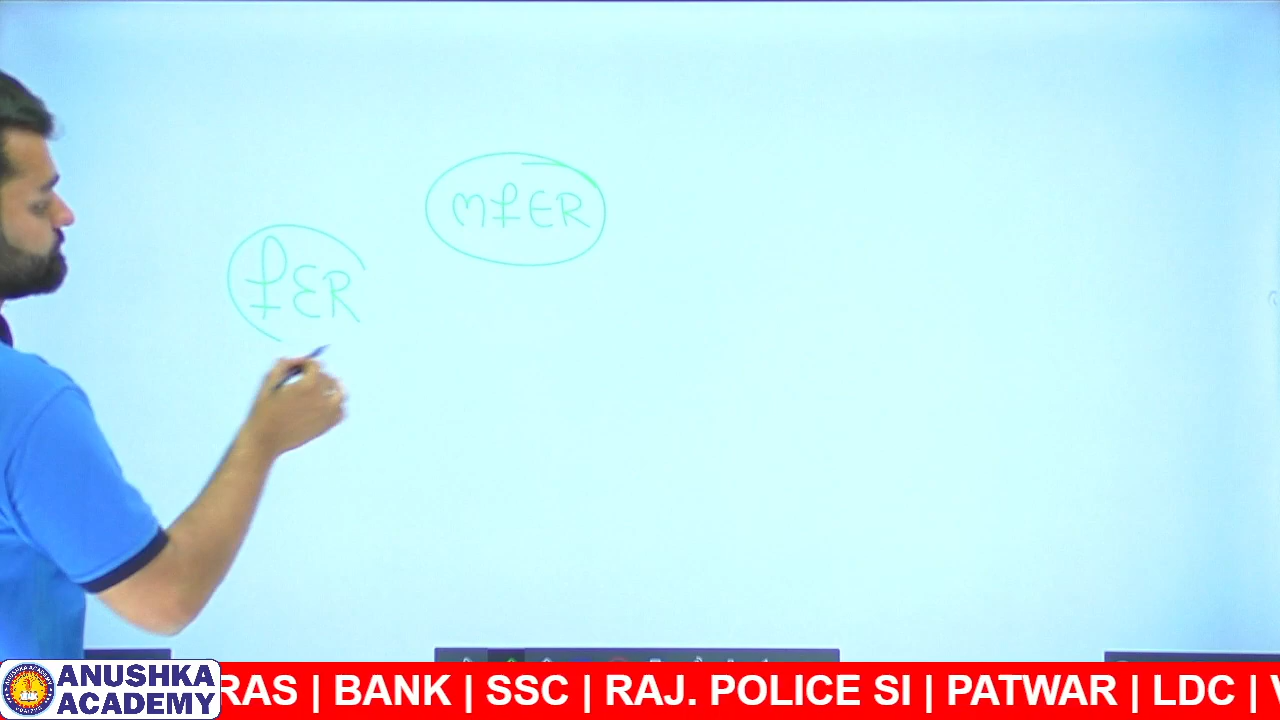 MFER
FER
ANUSHKA
ACADEMY
RAS | BANK | SSC | RAJ. POLICE SI | PATWAR | LDC |